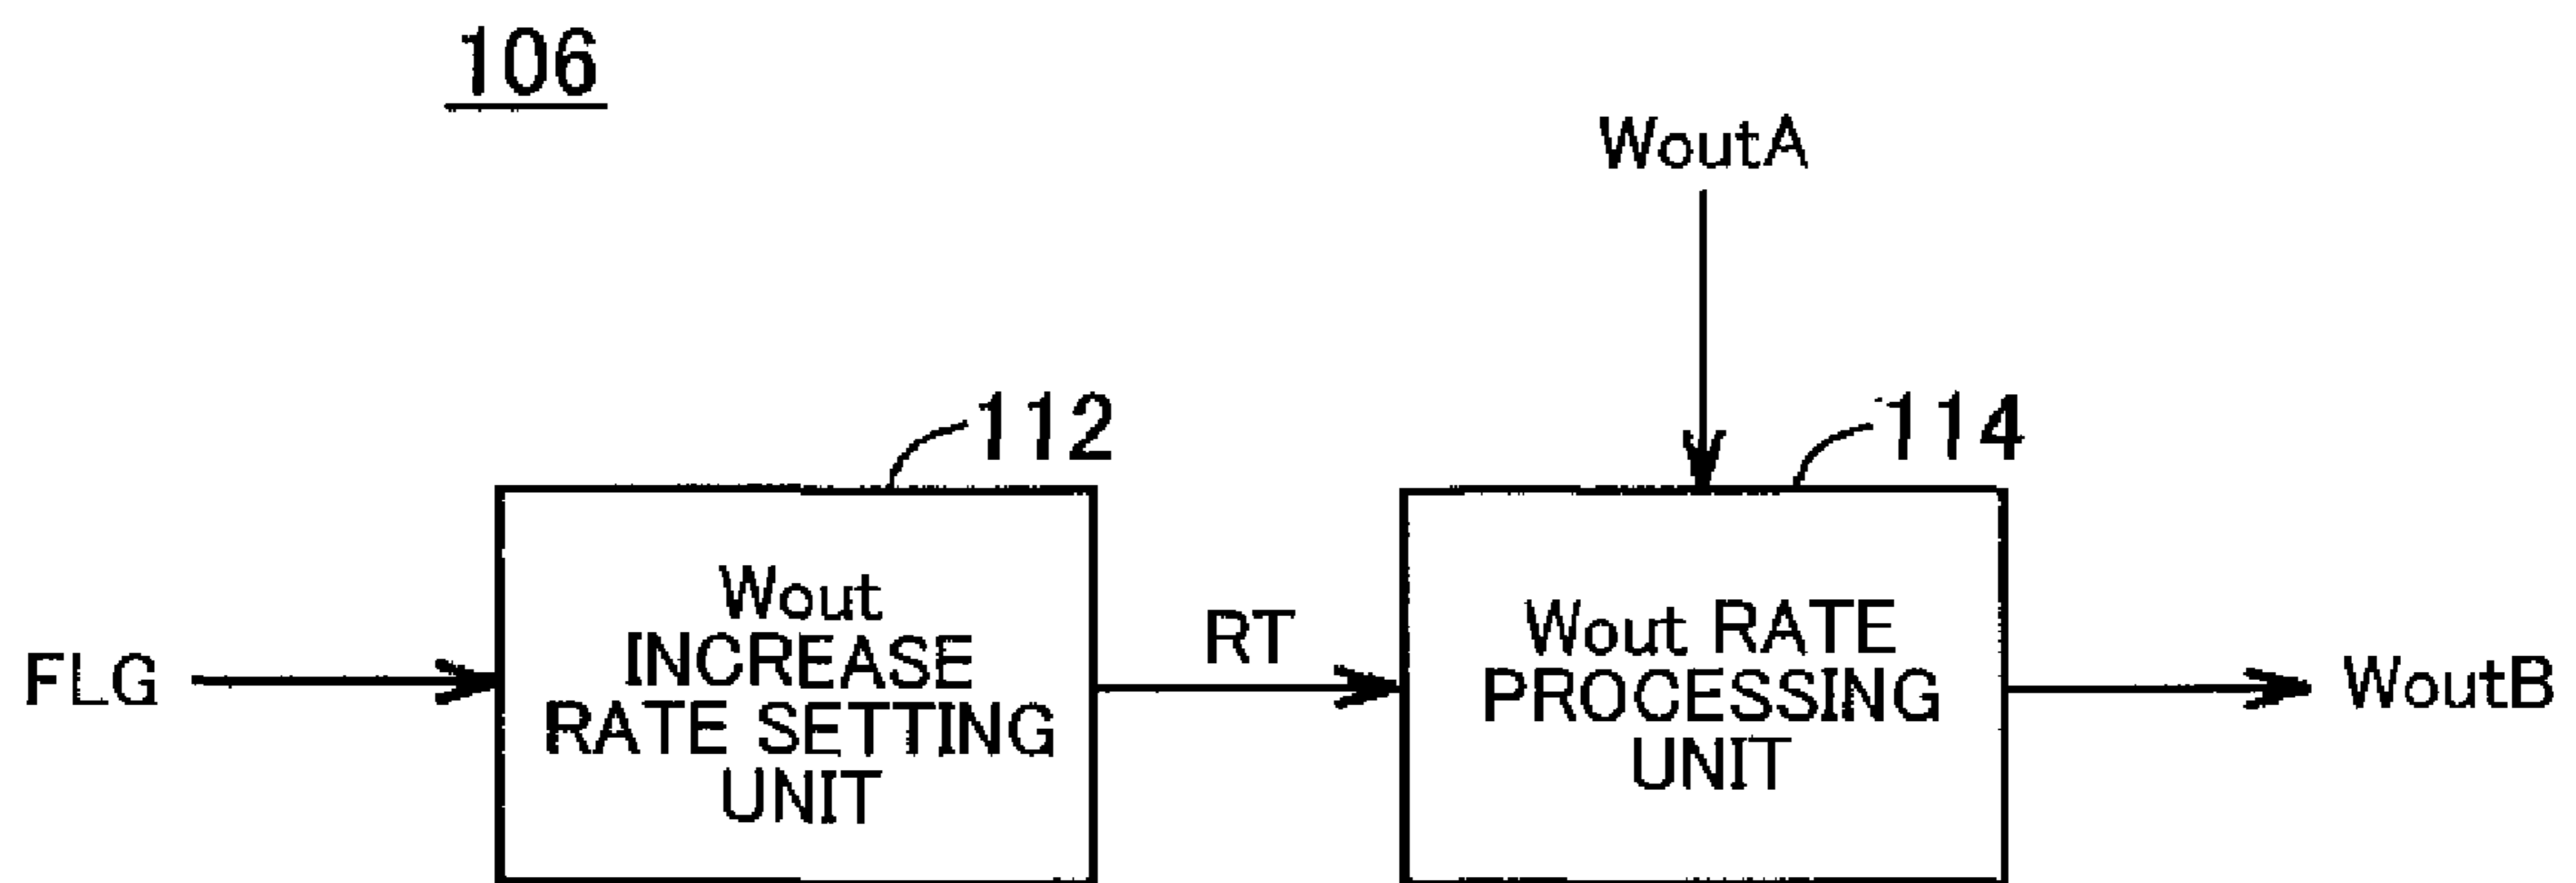 106
WoutA
112
114
FLG
Wout
INCREASE
RATE SETTING
UNIT
RT
Wout RATE
PROCESSING
UNIT
WoutB